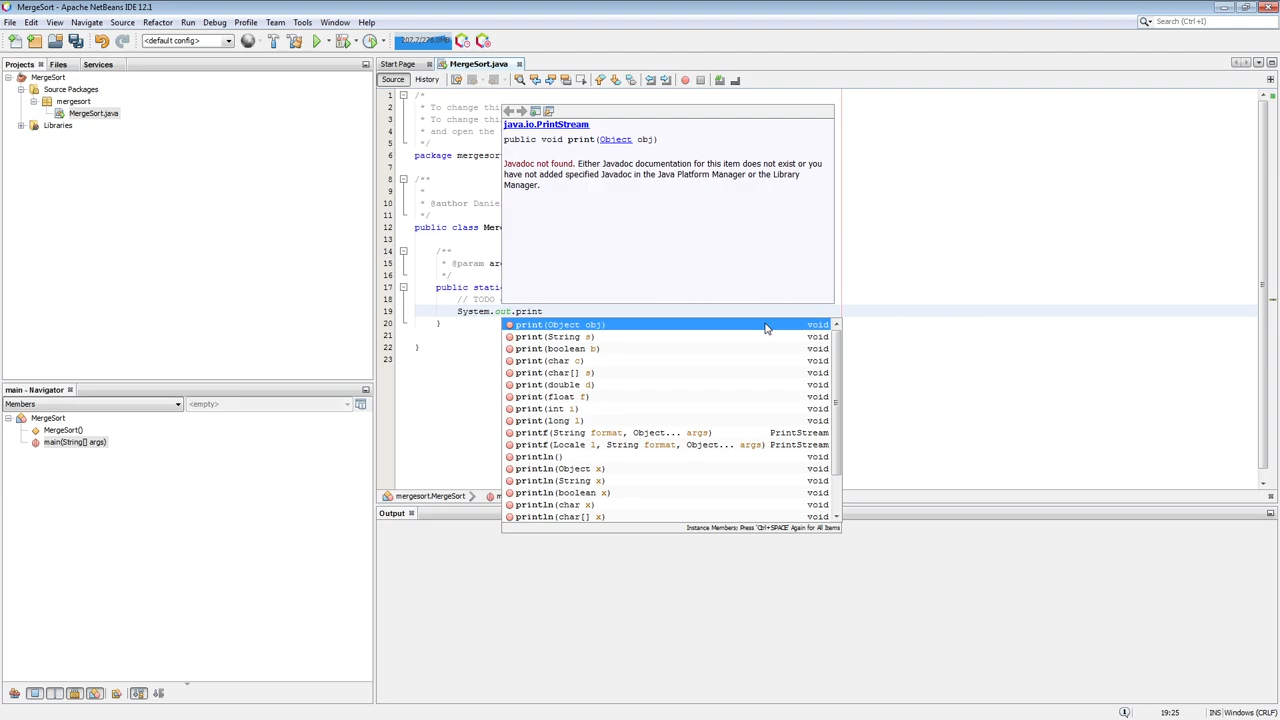 MergeSort - Apache NetBeans IDE 12.1
File Edit View Navigate Source Refactor Run Debug Profile Team Tools Window Help
Search (Ctrl+I)
<default config>
Projects Files Services
Start Page MergeSort.java
Source History
MergeSort
Source Packages
mergesort
MergeSort.java
Libraries
1 /*
2 * To change thi
3 * To change thi
4 * and open the
5 */
6 package mergesor
7
8 /**
9 *
10 * @author Danie
11 */
12 public class Mer
13
14 /**
15 * @param ar
16 */
17 public stati
18 // TODO
19 System.out.print
20 }
21
22 }
23
java.io.PrintStream
public void print(Object obj)
Javadoc not found. Either Javadoc documentation for this item does not exist or you
have not added specified Javadoc in the Java Platform Manager or the Library
Manager.
print(Object obj) void
print(String s) void
print(boolean b) void
print(char c) void
print(char[] s) void
print(double d) void
print(float f) void
print(int i) void
print(long l) void
printf(String format, Object... args) PrintStream
printf(Locale l, String format, Object... args) PrintStream
println() void
println(Object x) void
println(String x) void
println(boolean x) void
println(char x) void
println(char[] x) void
Instance Members; Press 'Ctrl+SPACE' Again for All Items
main - Navigator
Members <empty>
MergeSort
MergeSort()
main(String[] args)
mergesort.MergeSort
Output
19:25 INS Windows (CRLF)